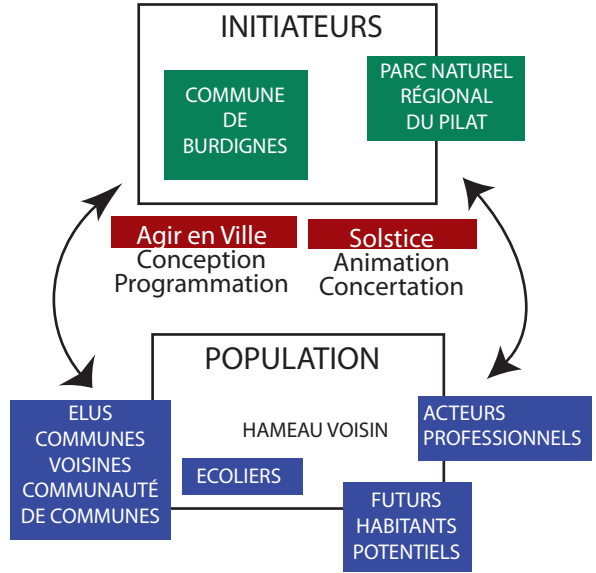 INITIATEURS
COMMUNE
DE
BURDIGNES
PARC NATUREL
RÉGIONAL
DU PILAT
Agir en Ville
Conception
Programmation
Solstice
Animation
Concertation
POPULATION
ELUS
COMMUNES
VOISINES
COMMUNAUTÉ
DE COMMUNES
HAMEAU VOISIN
ECOLIERS
ACTEURS
PROFESSIONNELS
FUTURS
HABITANTS
POTENTIELS